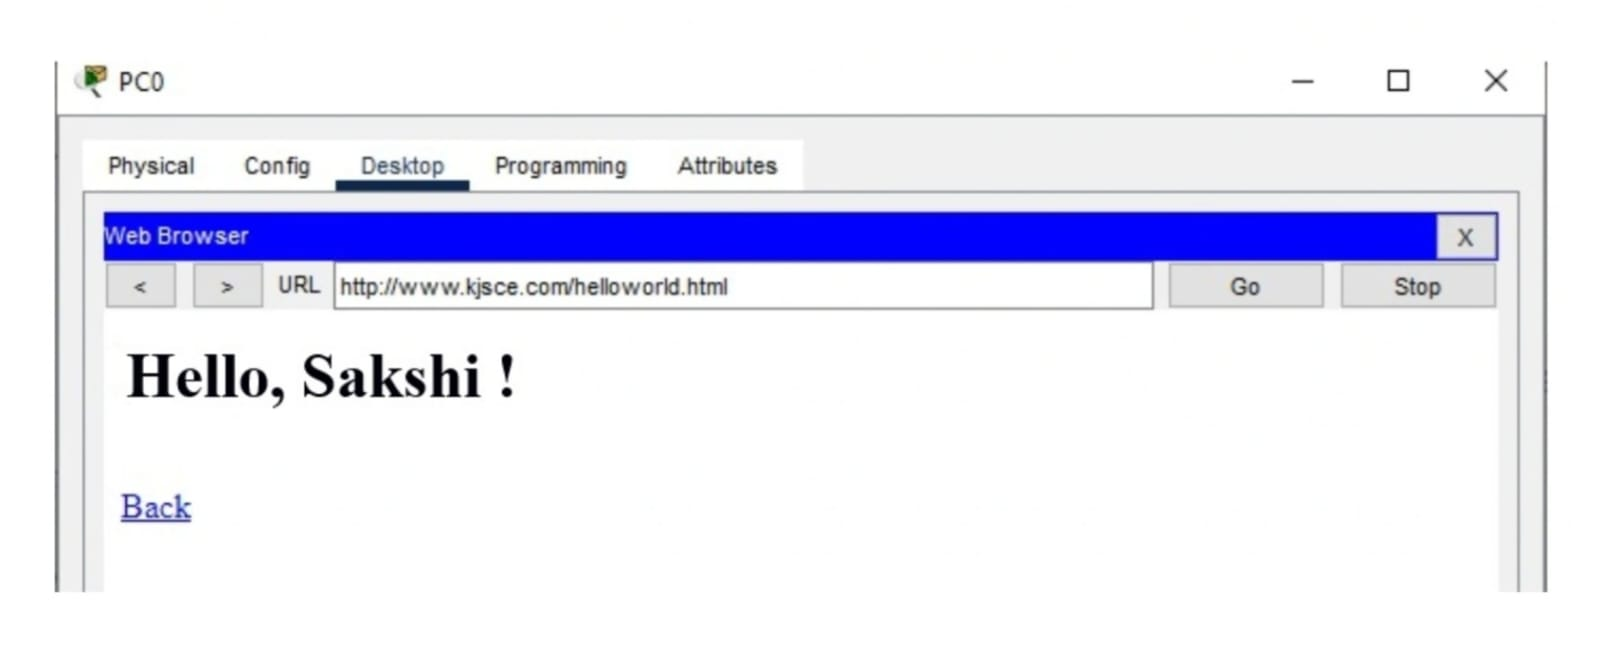 PC0
Physical Config Desktop Programming Attributes
Web Browser X
< > URL http://www.kjsce.com/helloworld.html Go Stop
Hello, Sakshi !
Back